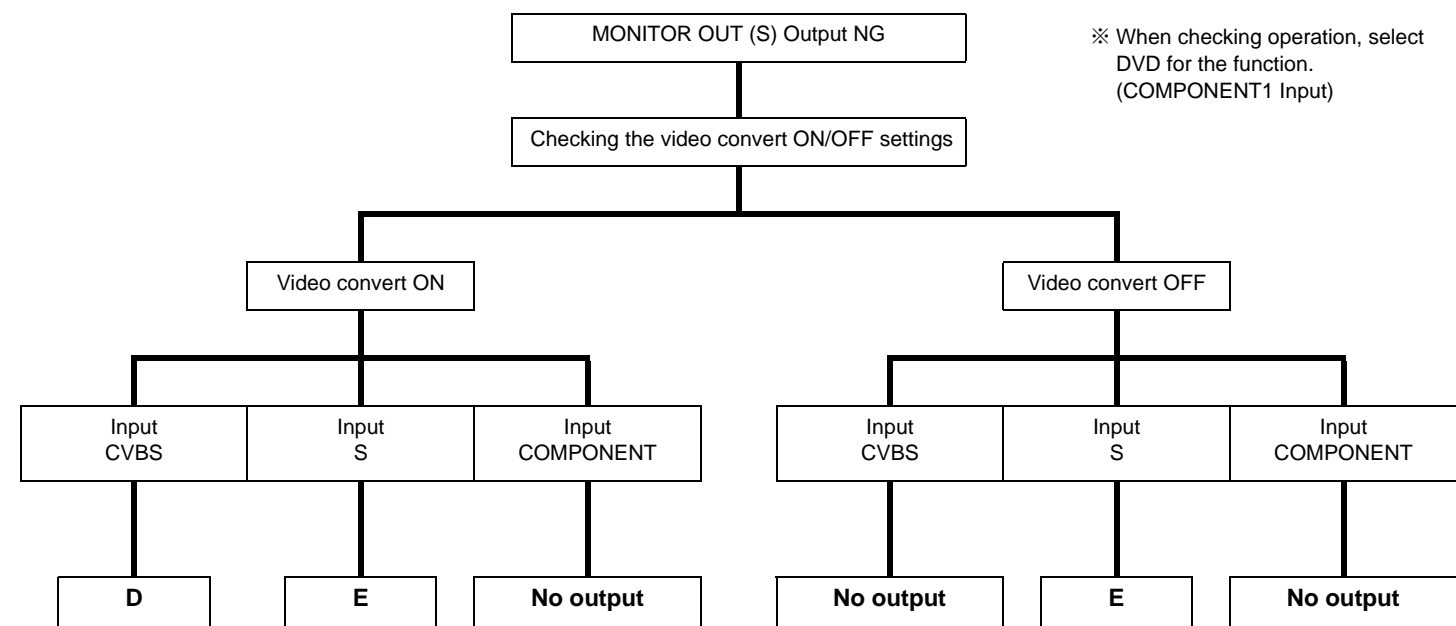 MONITOR OUT (S) Output NG
※ When checking operation, select
DVD for the function.
(COMPONENT1 Input)
Checking the video convert ON/OFF settings
Video convert ON
Video convert OFF
Input
CVBS
Input
S
Input
COMPONENT
Input
CVBS
Input
S
Input
COMPONENT
D
E
No output
No output
E
No output